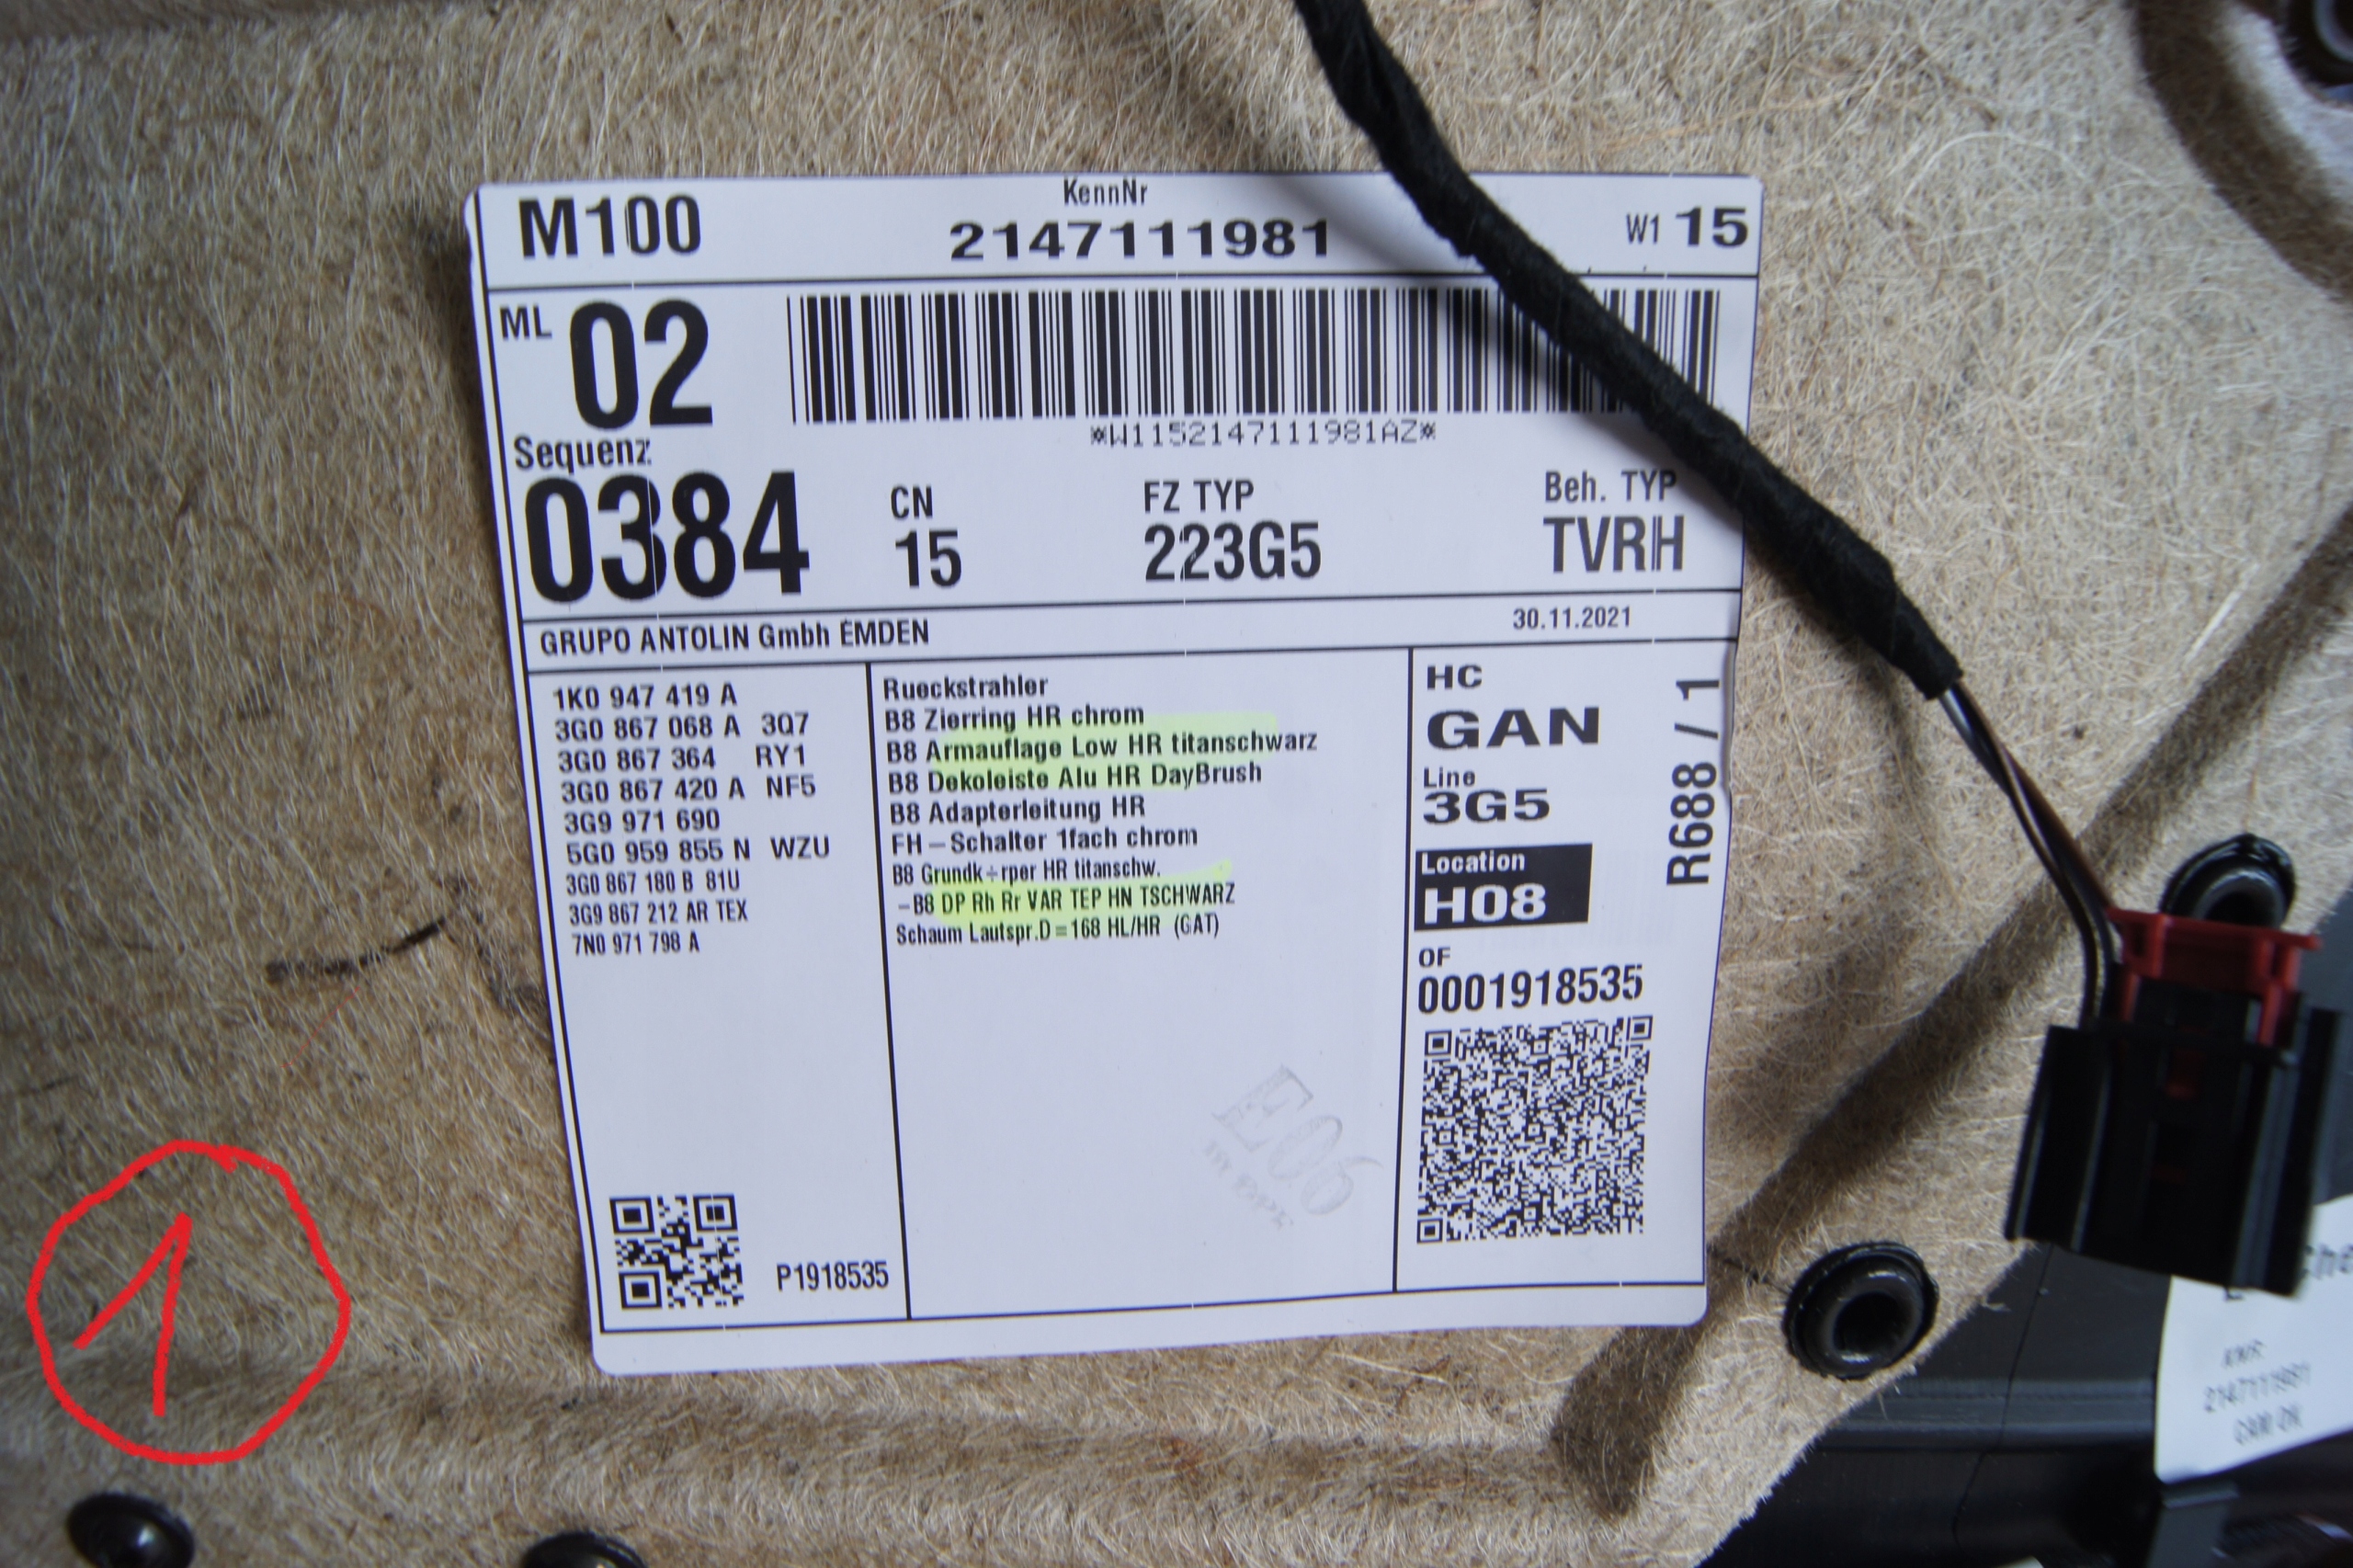 M100
KennNr
2147111981
W1 15
ML 02
*W1152147111981AZ*
Sequenz
0384
CN
15
FZ TYP
223G5
Beh. TYP
TVRH
GRUPO ANTOLIN Gmbh EMDEN
30.11.2021
1K0 947 419 A
3G0 867 068 A 3Q7
3G0 867 364 RY1
3G0 867 420 A NF5
3G9 971 690
5G0 959 855 N WZU
3G0 867 180 B 81U
3G9 867 212 AR TEX
7N0 971 798 A
Rueckstrahler
B8 Zierring HR chrom
B8 Armauflage Low HR titanschwarz
B8 Dekoleiste Alu HR DayBrush
B8 Adapterleitung HR
FH-Schalter 1fach chrom
B8 Grundk÷rper HR titanschw.
-B8 DP Rh Rr VAR TEP HN TSCHWARZ
Schaum Lautspr.D=168 HL/HR (GAT)
HC
GAN
Line
3G5
Location
H08
R688 / 1
OF
0001918535
E06
P1918535
1
2147111981